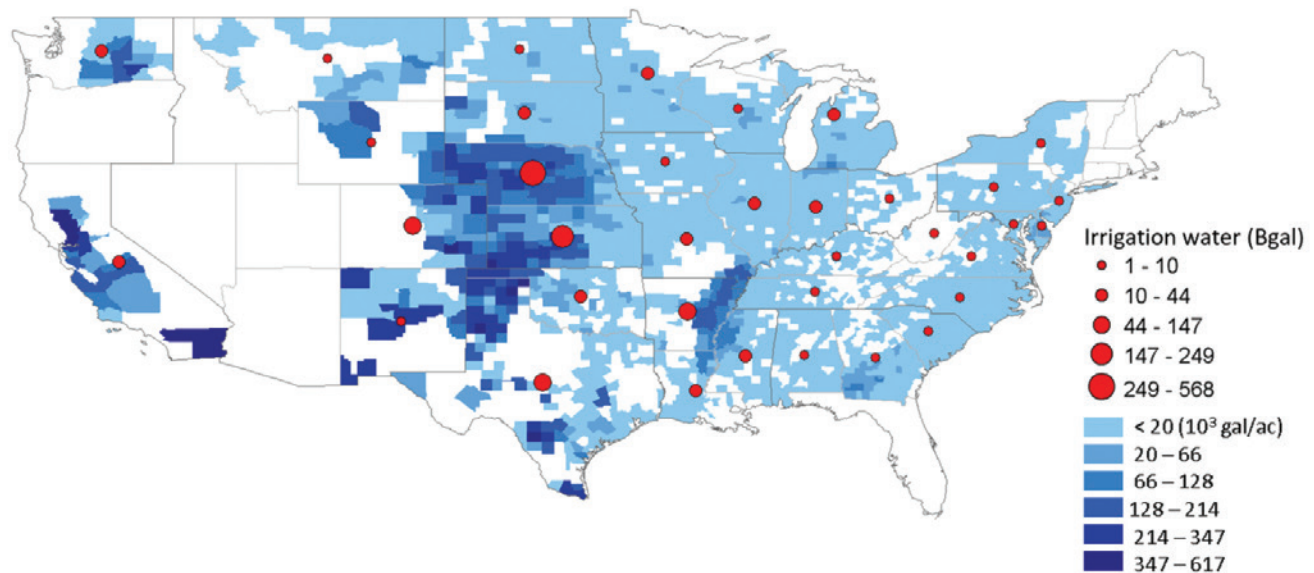 Irrigation water (Bgal)
1 - 10
10 - 44
44 - 147
147 - 249
249 - 568
< 20 (10³ gal/ac)
20 – 66
66 – 128
128 – 214
214 – 347
347 – 617